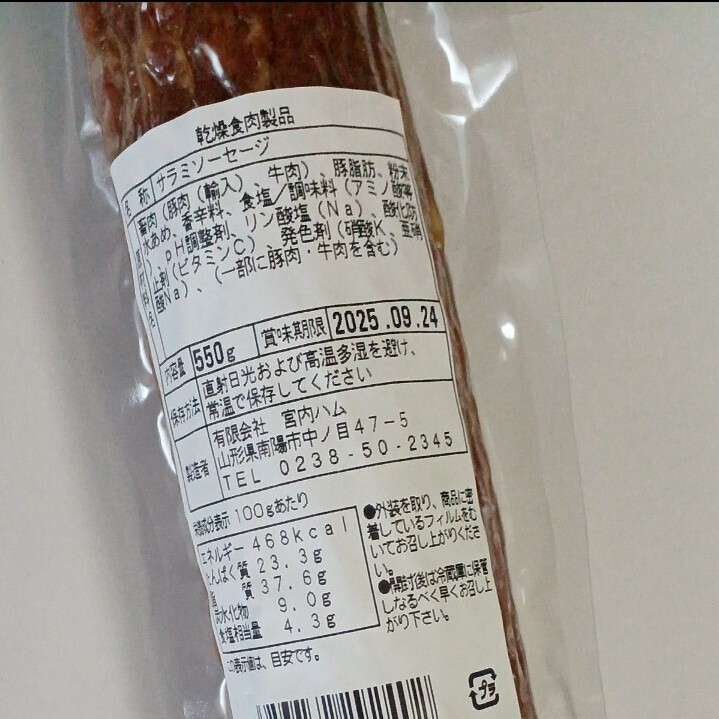 乾燥食肉製品
名称 サラミソーセージ
原材料名 畜肉(豚肉(輸入)、牛肉)、豚脂肪、粉末
水あめ、香辛料、食塩/調味料(アミノ酸等
)、pH調整剤、リン酸塩(Na)、酸化防
止剤(ビタミンC)、発色剤(硝酸K、亜硝
酸Na)、(一部に豚肉・牛肉を含む)
内容量 550g 賞味期限 2025.09.24
保存方法 直射日光および高温多湿を避け、
常温で保存してください
製造者 有限会社 宮内ハム
山形県南陽市中ノ目47-5
TEL 0238-50-2345
栄養成分表示 100gあたり
エネルギー 468kcal
たんぱく質 23.3g
脂質 37.6g
炭水化物 9.0g
食塩相当量 4.3g
この表示値は、目安です。
●外装を取り、商品に密
着しているフィルムをむ
いてお召し上がりくださ
い。
●開封後は冷蔵庫に保管
しなるべく早くお召し上
がり下さい。
プラ